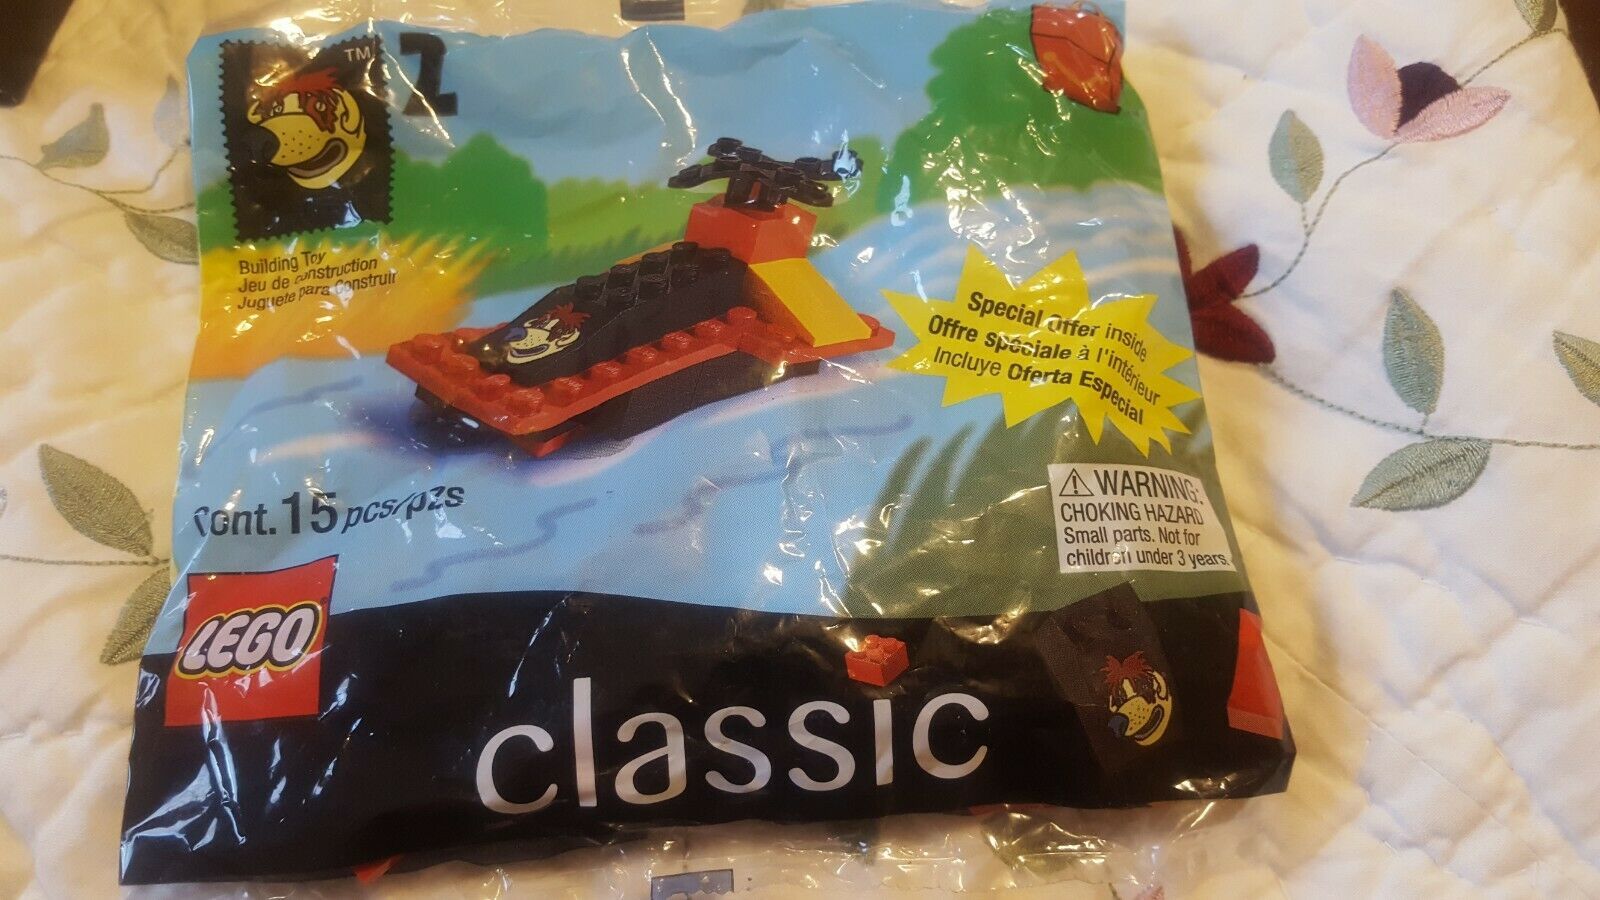 TM
2
Building Toy
Jeu de construction
Juguete para Construir
Special Offer inside
Offre spéciale à l'intérieur
Incluye Oferta Especial
Cont. 15 pcs/pzs
WARNING:
CHOKING HAZARD
Small parts. Not for
children under 3 years.
LEGO
classic